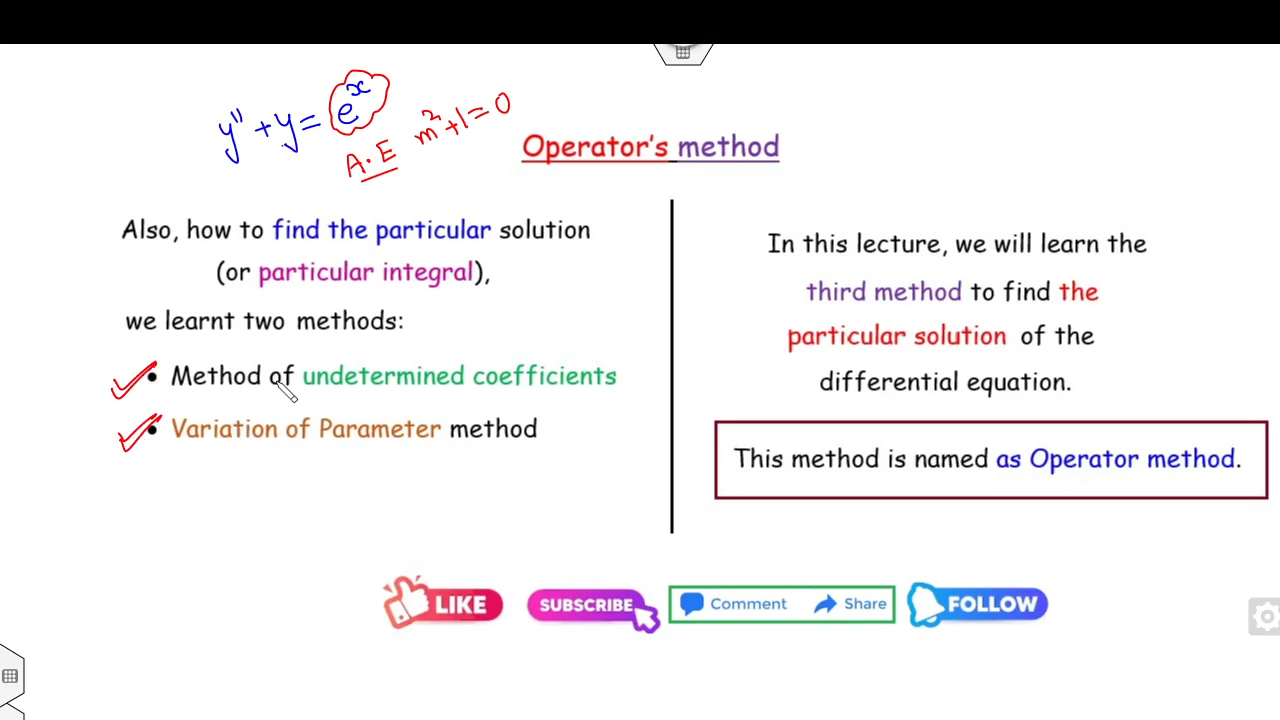 y'' + y = e^x
A.E m^2+1=0
Operator's method
Also, how to find the particular solution
(or particular integral),
we learnt two methods:
• Method of undetermined coefficients
• Variation of Parameter method
In this lecture, we will learn the
third method to find the
particular solution of the
differential equation.
This method is named as Operator method.
LIKE
SUBSCRIBE
Comment Share
FOLLOW